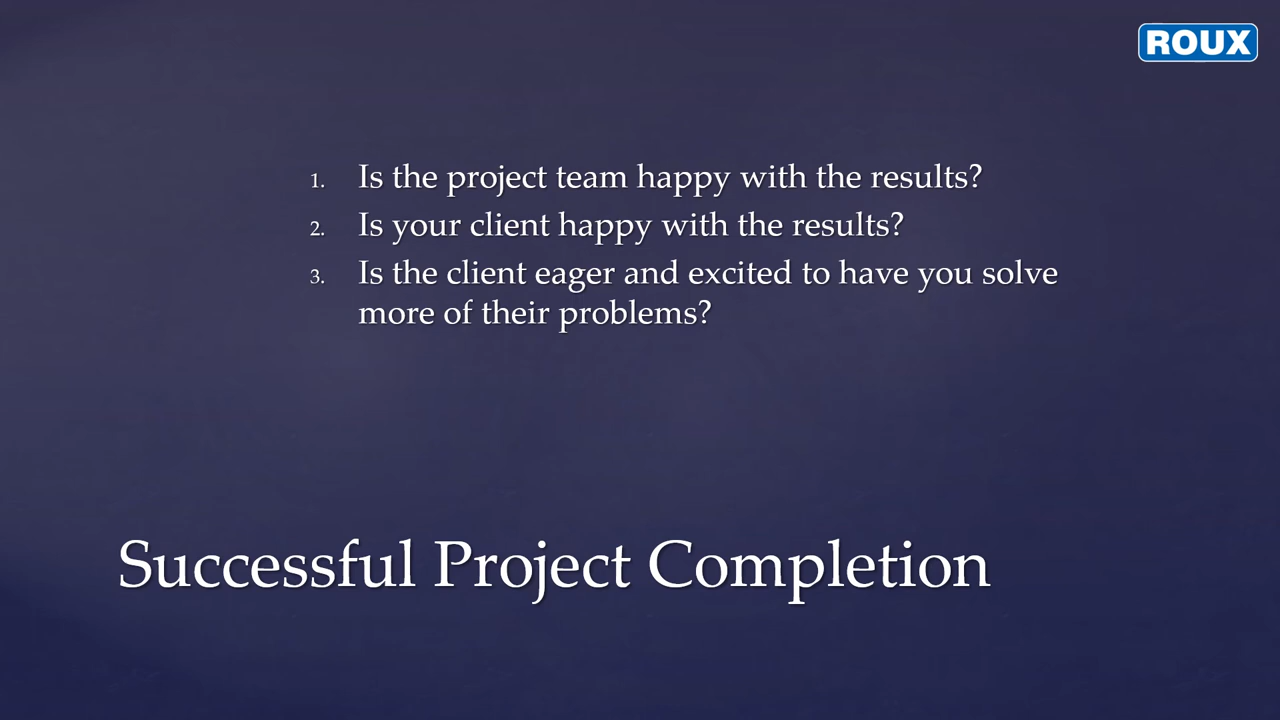 ROUX
1. Is the project team happy with the results?
2. Is your client happy with the results?
3. Is the client eager and excited to have you solve
more of their problems?
Successful Project Completion